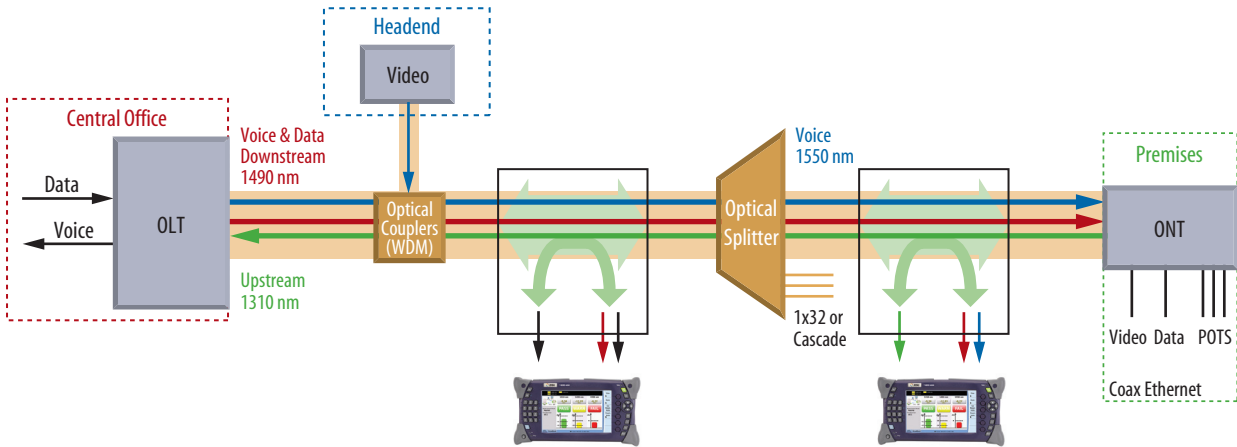 Headend
Video
Central Office
OLT
Data
Voice
Voice & Data
Downstream
1490 nm
Upstream
1310 nm
Optical
Couplers
(WDM)
Optical
Splitter
Voice
1550 nm
1x32 or
Cascade
Premises
ONT
Video Data POTS
Coax Ethernet